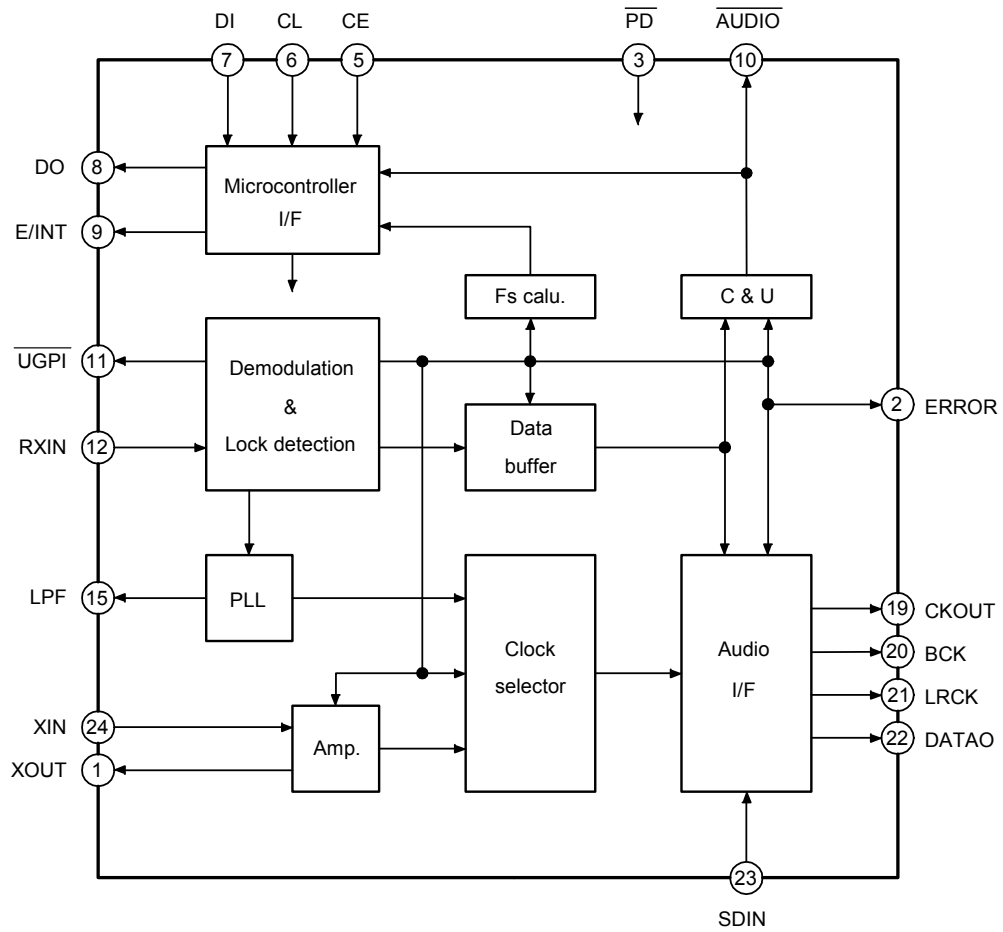 DI
CL
CE
PD
AUDIO
7
6
5
3
10
DO
8
Microcontroller
I/F
E/INT
9
Fs calu.
C & U
UGPI
11
Demodulation
&
Lock detection
2
ERROR
RXIN
12
Data
buffer
LPF
15
PLL
Clock
selector
Audio
I/F
19
CKOUT
20
BCK
21
LRCK
22
DATAO
XIN
24
Amp.
XOUT
1
23
SDIN